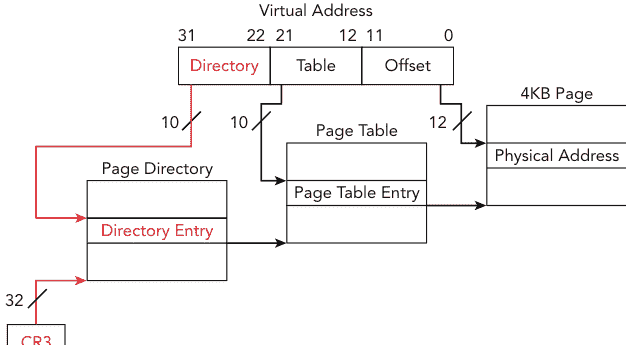 Virtual Address
31 22 21 12 11 0
Directory Table Offset
4KB Page
10 10 12
Page Table
Physical Address
Page Directory
Page Table Entry
Directory Entry
32
CR3